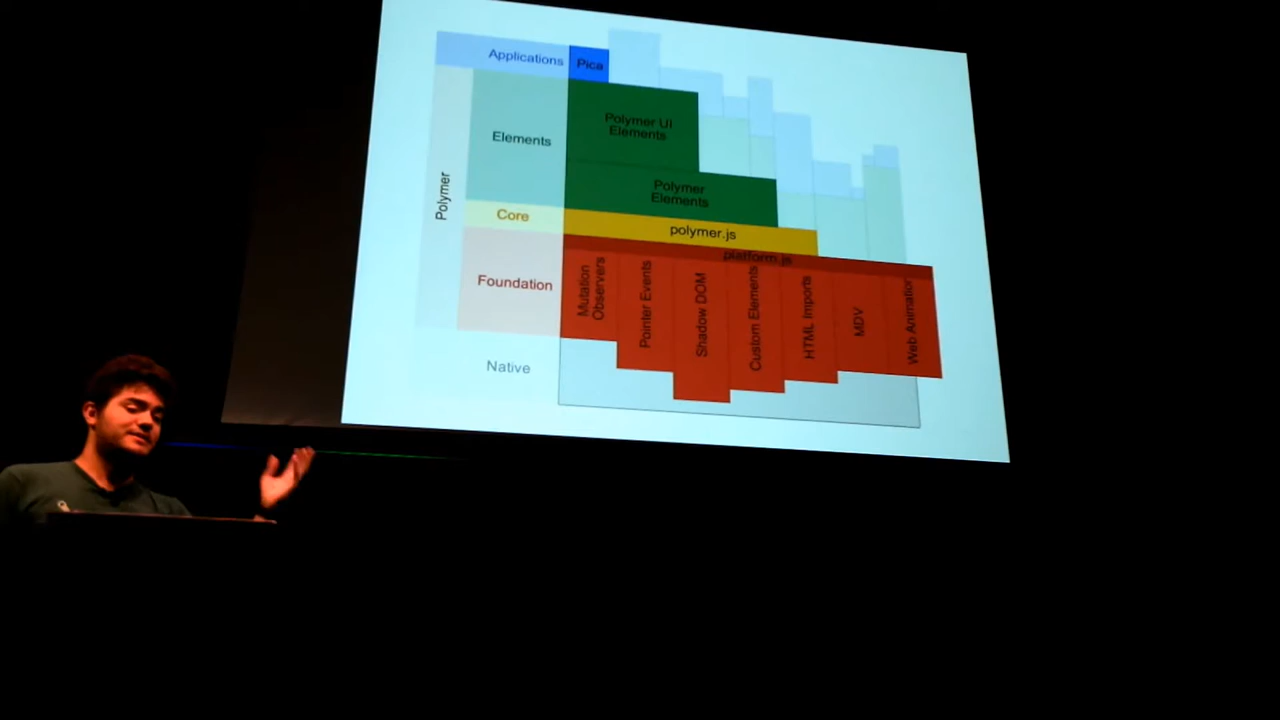 Applications
Pica
Polymer
Elements
Polymer UI
Elements
Polymer
Elements
Core
polymer.js
platform.js
Foundation
Mutation
Observers
Pointer Events
Shadow DOM
Custom Elements
HTML Imports
MDV
Web Animation
Native